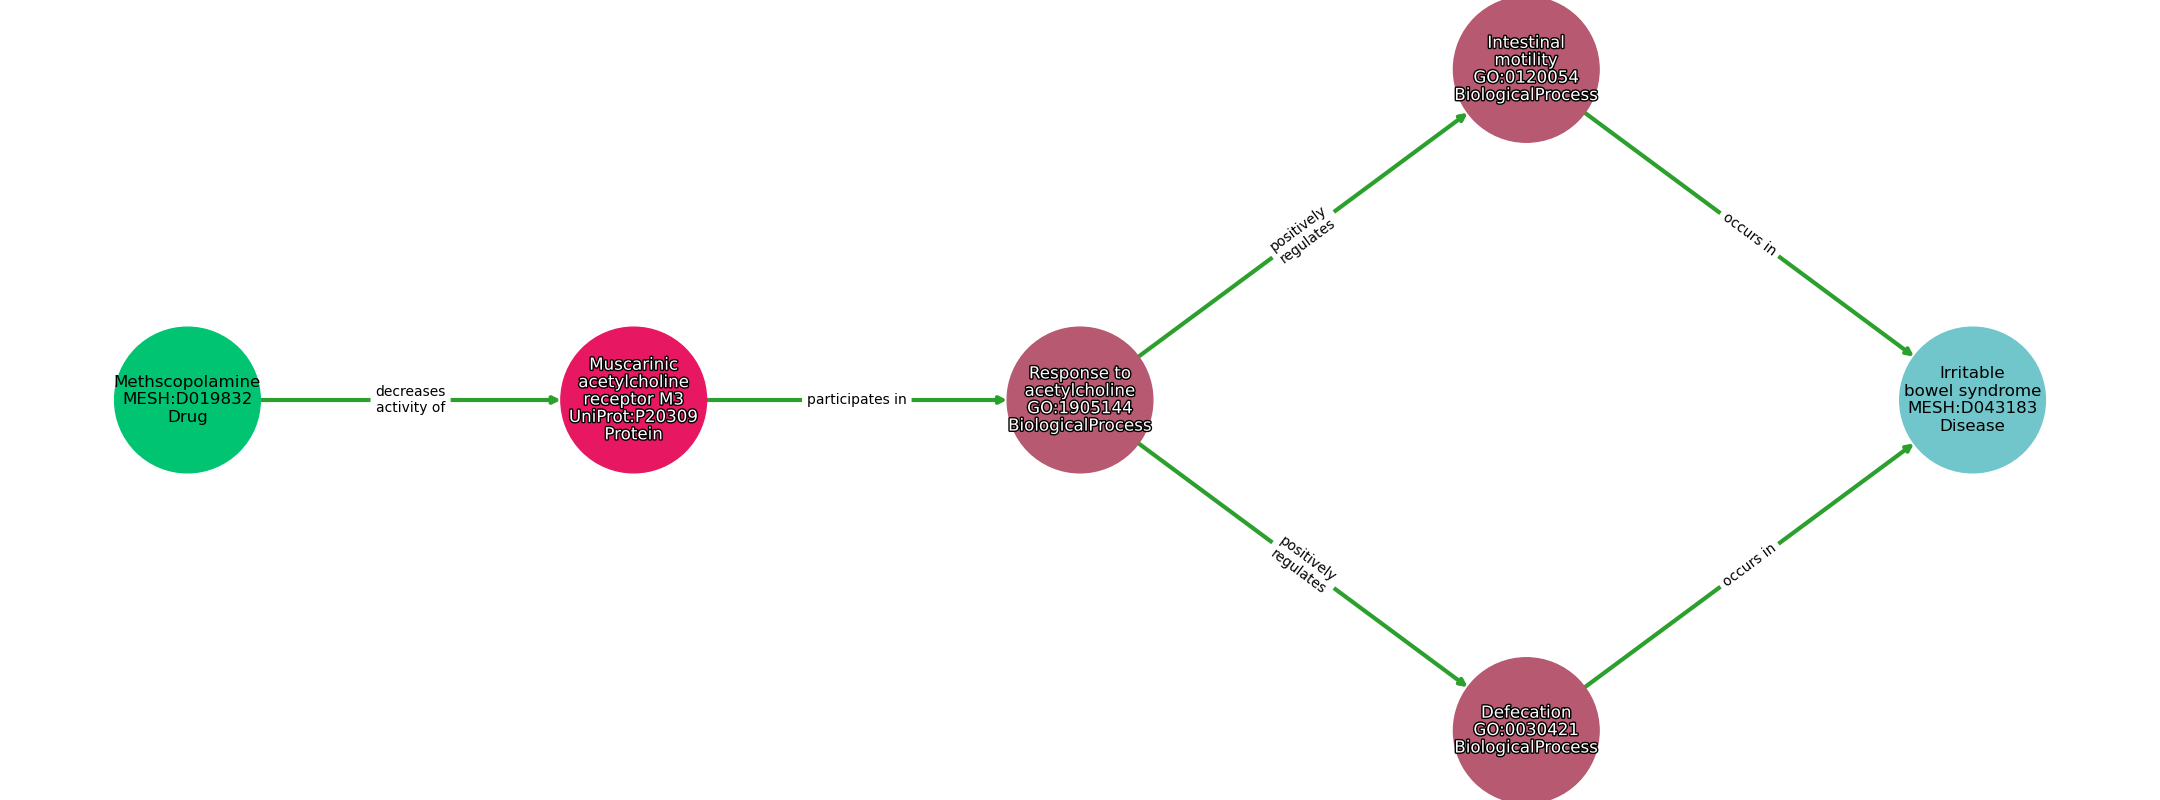 Methscopolamine
MESH:D019832
Drug
decreases
activity of
Muscarinic
acetylcholine
receptor M3
UniProt:P20309
Protein
participates in
Response to
acetylcholine
GO:1905144
BiologicalProcess
positively
regulates
Intestinal
motility
GO:0120054
BiologicalProcess
occurs in
positively
regulates
Defecation
GO:0030421
BiologicalProcess
occurs in
Irritable
bowel syndrome
MESH:D043183
Disease